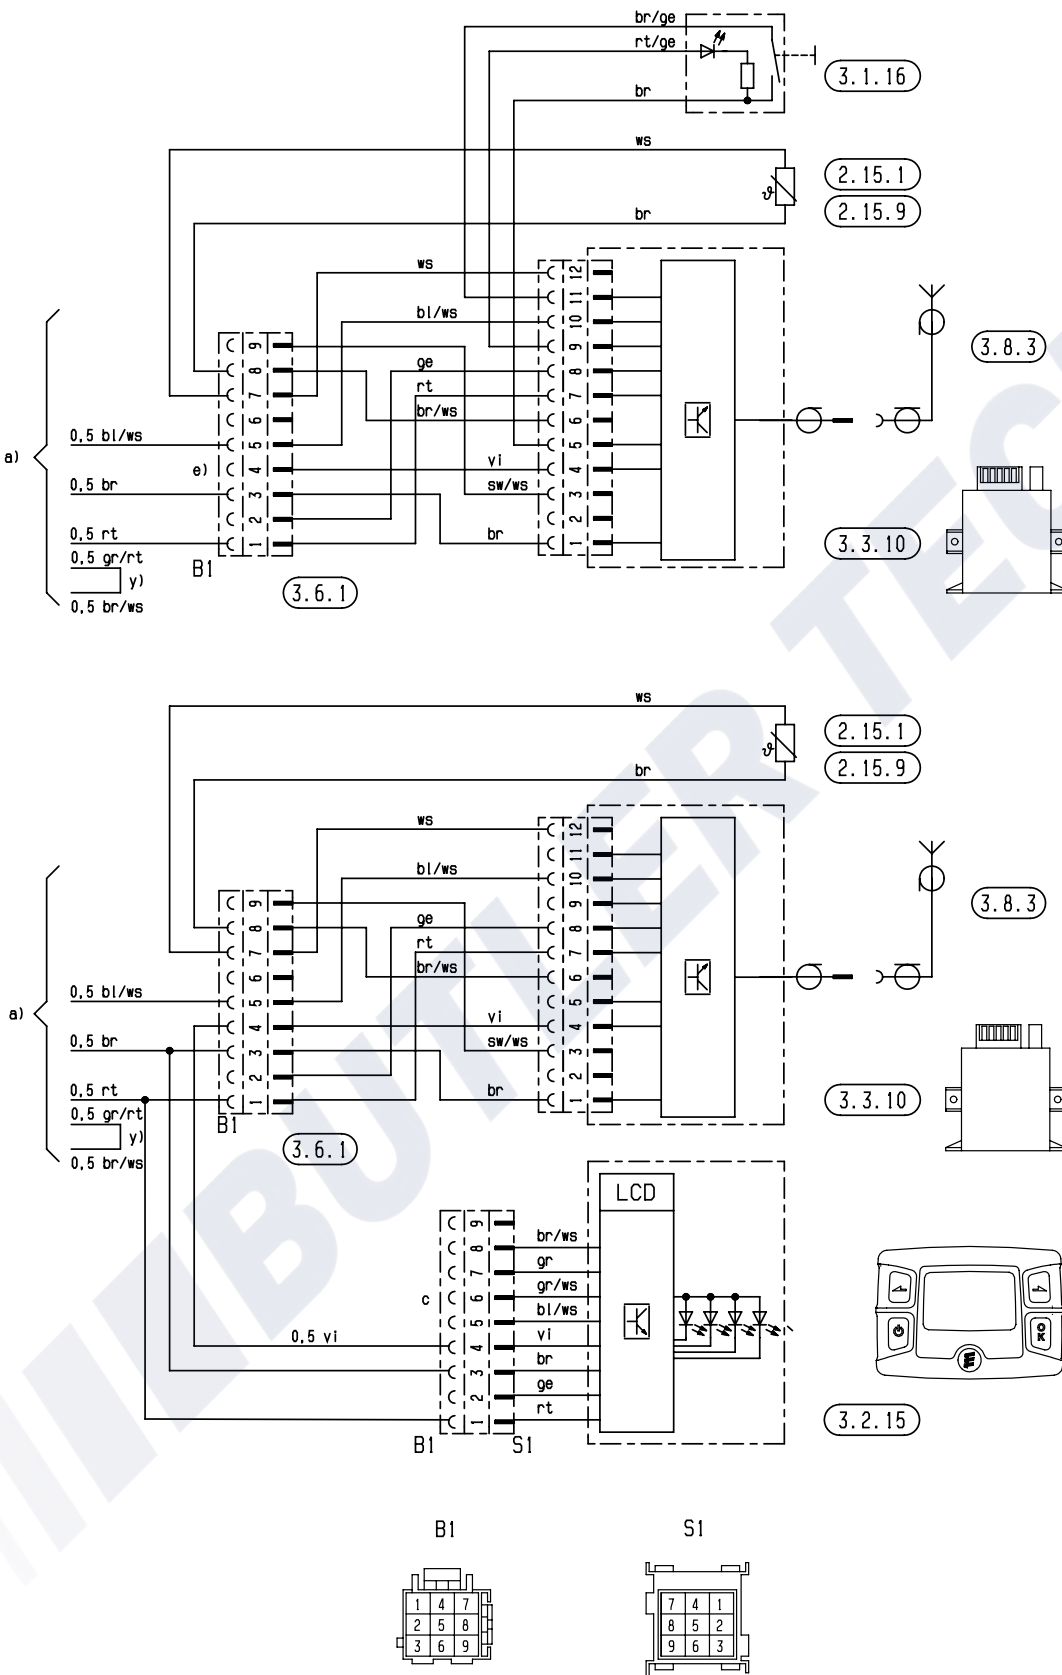 br/ge
rt/ge
3.1.16
br
ws
2.15.1
ϑ
2.15.9
br
ws
12
11
bl/ws
10
9
3.8.3
9
8
ge
8
7
rt
7
6
br/ws
6
0,5 bl/ws
5
5
a)
e)
4
vi
4
0,5 br
3
sw/ws
3
2
2
0,5 rt
1
br
1
3.3.10
0,5 gr/rt
B1
y)
3.6.1
0,5 br/ws
ws
2.15.1
ϑ
2.15.9
br
ws
12
11
bl/ws
10
9
3.8.3
9
8
ge
8
7
rt
7
6
br/ws
6
0,5 bl/ws
5
5
a)
4
vi
4
0,5 br
3
sw/ws
3
2
2
0,5 rt
1
br
1
3.3.10
0,5 gr/rt
B1
y)
3.6.1
0,5 br/ws
LCD
9
br/ws
8
gr
7
gr/ws
c
6
bl/ws
5
0,5 vi
vi
4
br
3
ge
2
rt
1
OK
3.2.15
B1
S1
B1
S1
1 4 7
2 5 8
3 6 9
7 4 1
8 5 2
9 6 3
BUTLER TEC